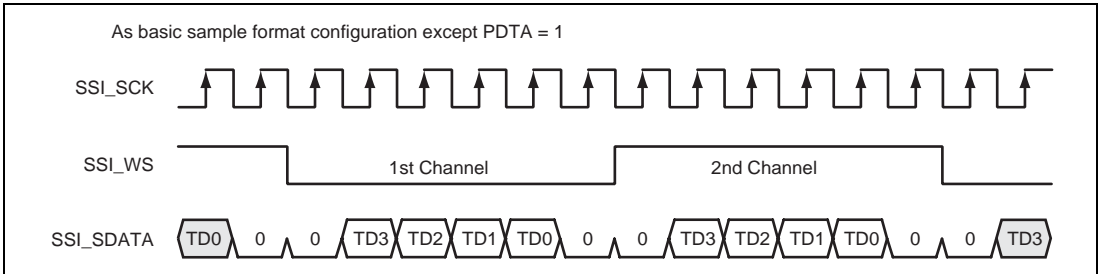 As basic sample format configuration except PDTA = 1
SSI_SCK
SSI_WS 1st Channel 2nd Channel
SSI_SDATA TD0 0 0 TD3 TD2 TD1 TD0 0 0 TD3 TD2 TD1 TD0 0 0 TD3